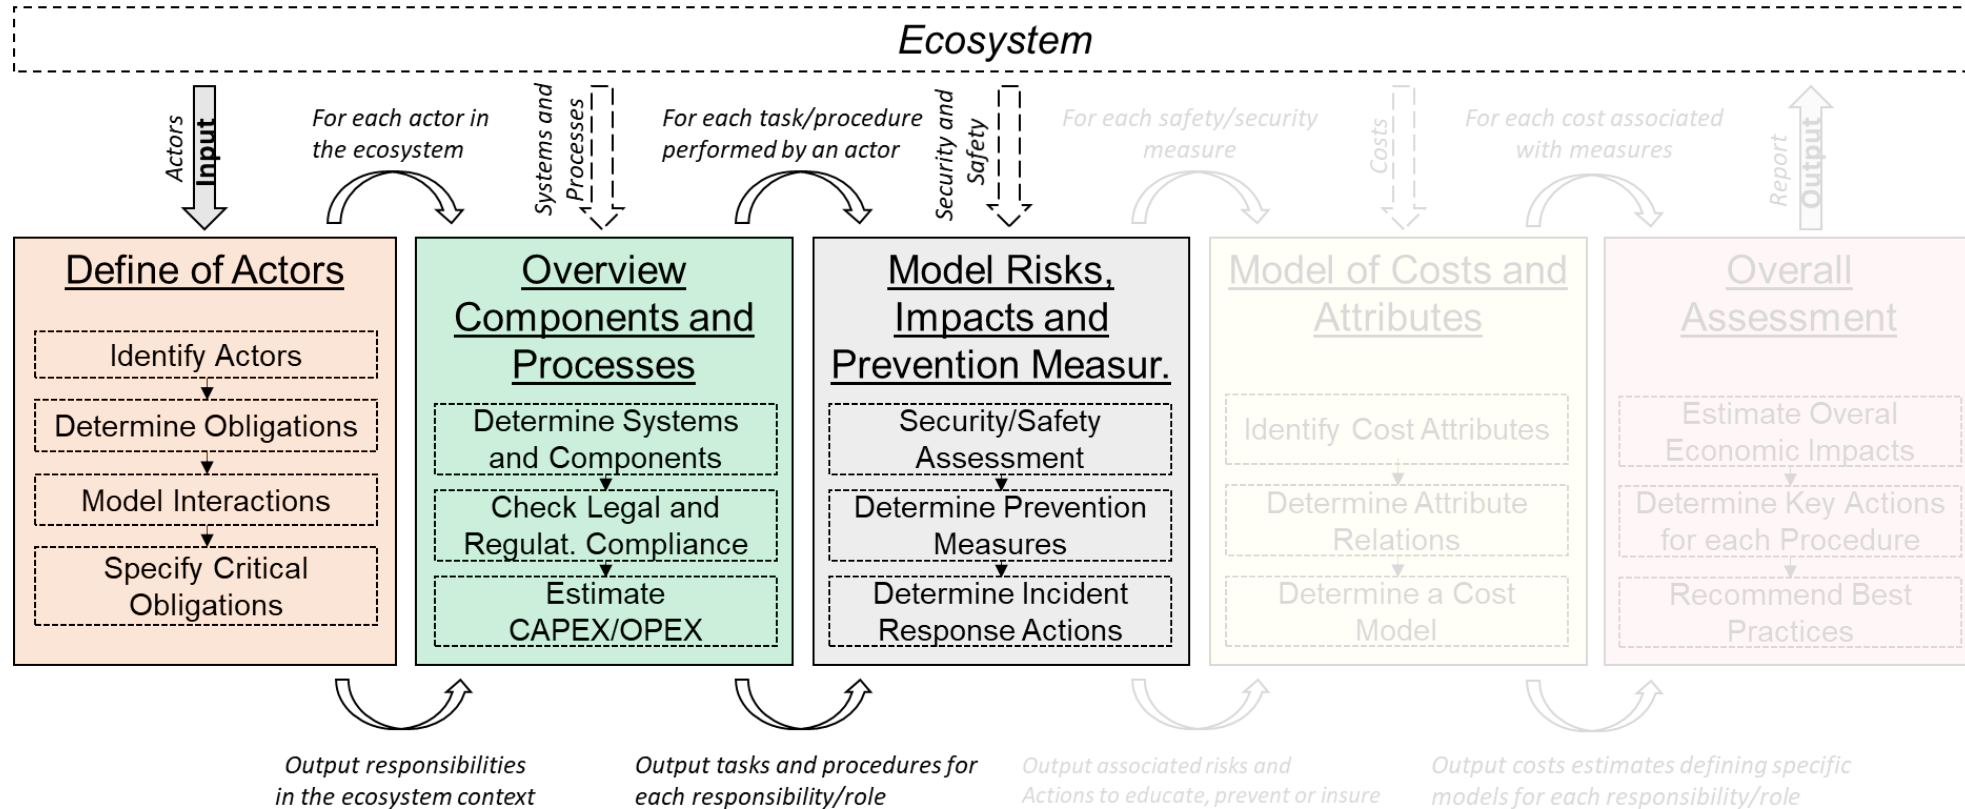 Ecosystem
Actors
Input
For each actor in
the ecosystem
Systems and
Processes
For each task/procedure
performed by an actor
Security and
Safety
For each safety/security
measure
Costs
For each cost associated
with measures
Report
Output
Define of Actors
Identify Actors
Determine Obligations
Model Interactions
Specify Critical
Obligations
Overview
Components and
Processes
Determine Systems
and Components
Check Legal and
Regulat. Compliance
Estimate
CAPEX/OPEX
Model Risks,
Impacts and
Prevention Measur.
Security/Safety
Assessment
Determine Prevention
Measures
Determine Incident
Response Actions
Model of Costs and
Attributes
Identify Cost Attributes
Determine Attribute
Relations
Determine a Cost
Model
Overall
Assessment
Estimate Overal
Economic Impacts
Determine Key Actions
for each Procedure
Recommend Best
Practices
Output responsibilities
in the ecosystem context
Output tasks and procedures for
each responsibility/role
Output associated risks and
Actions to educate, prevent or insure
Output costs estimates defining specific
models for each responsibility/role